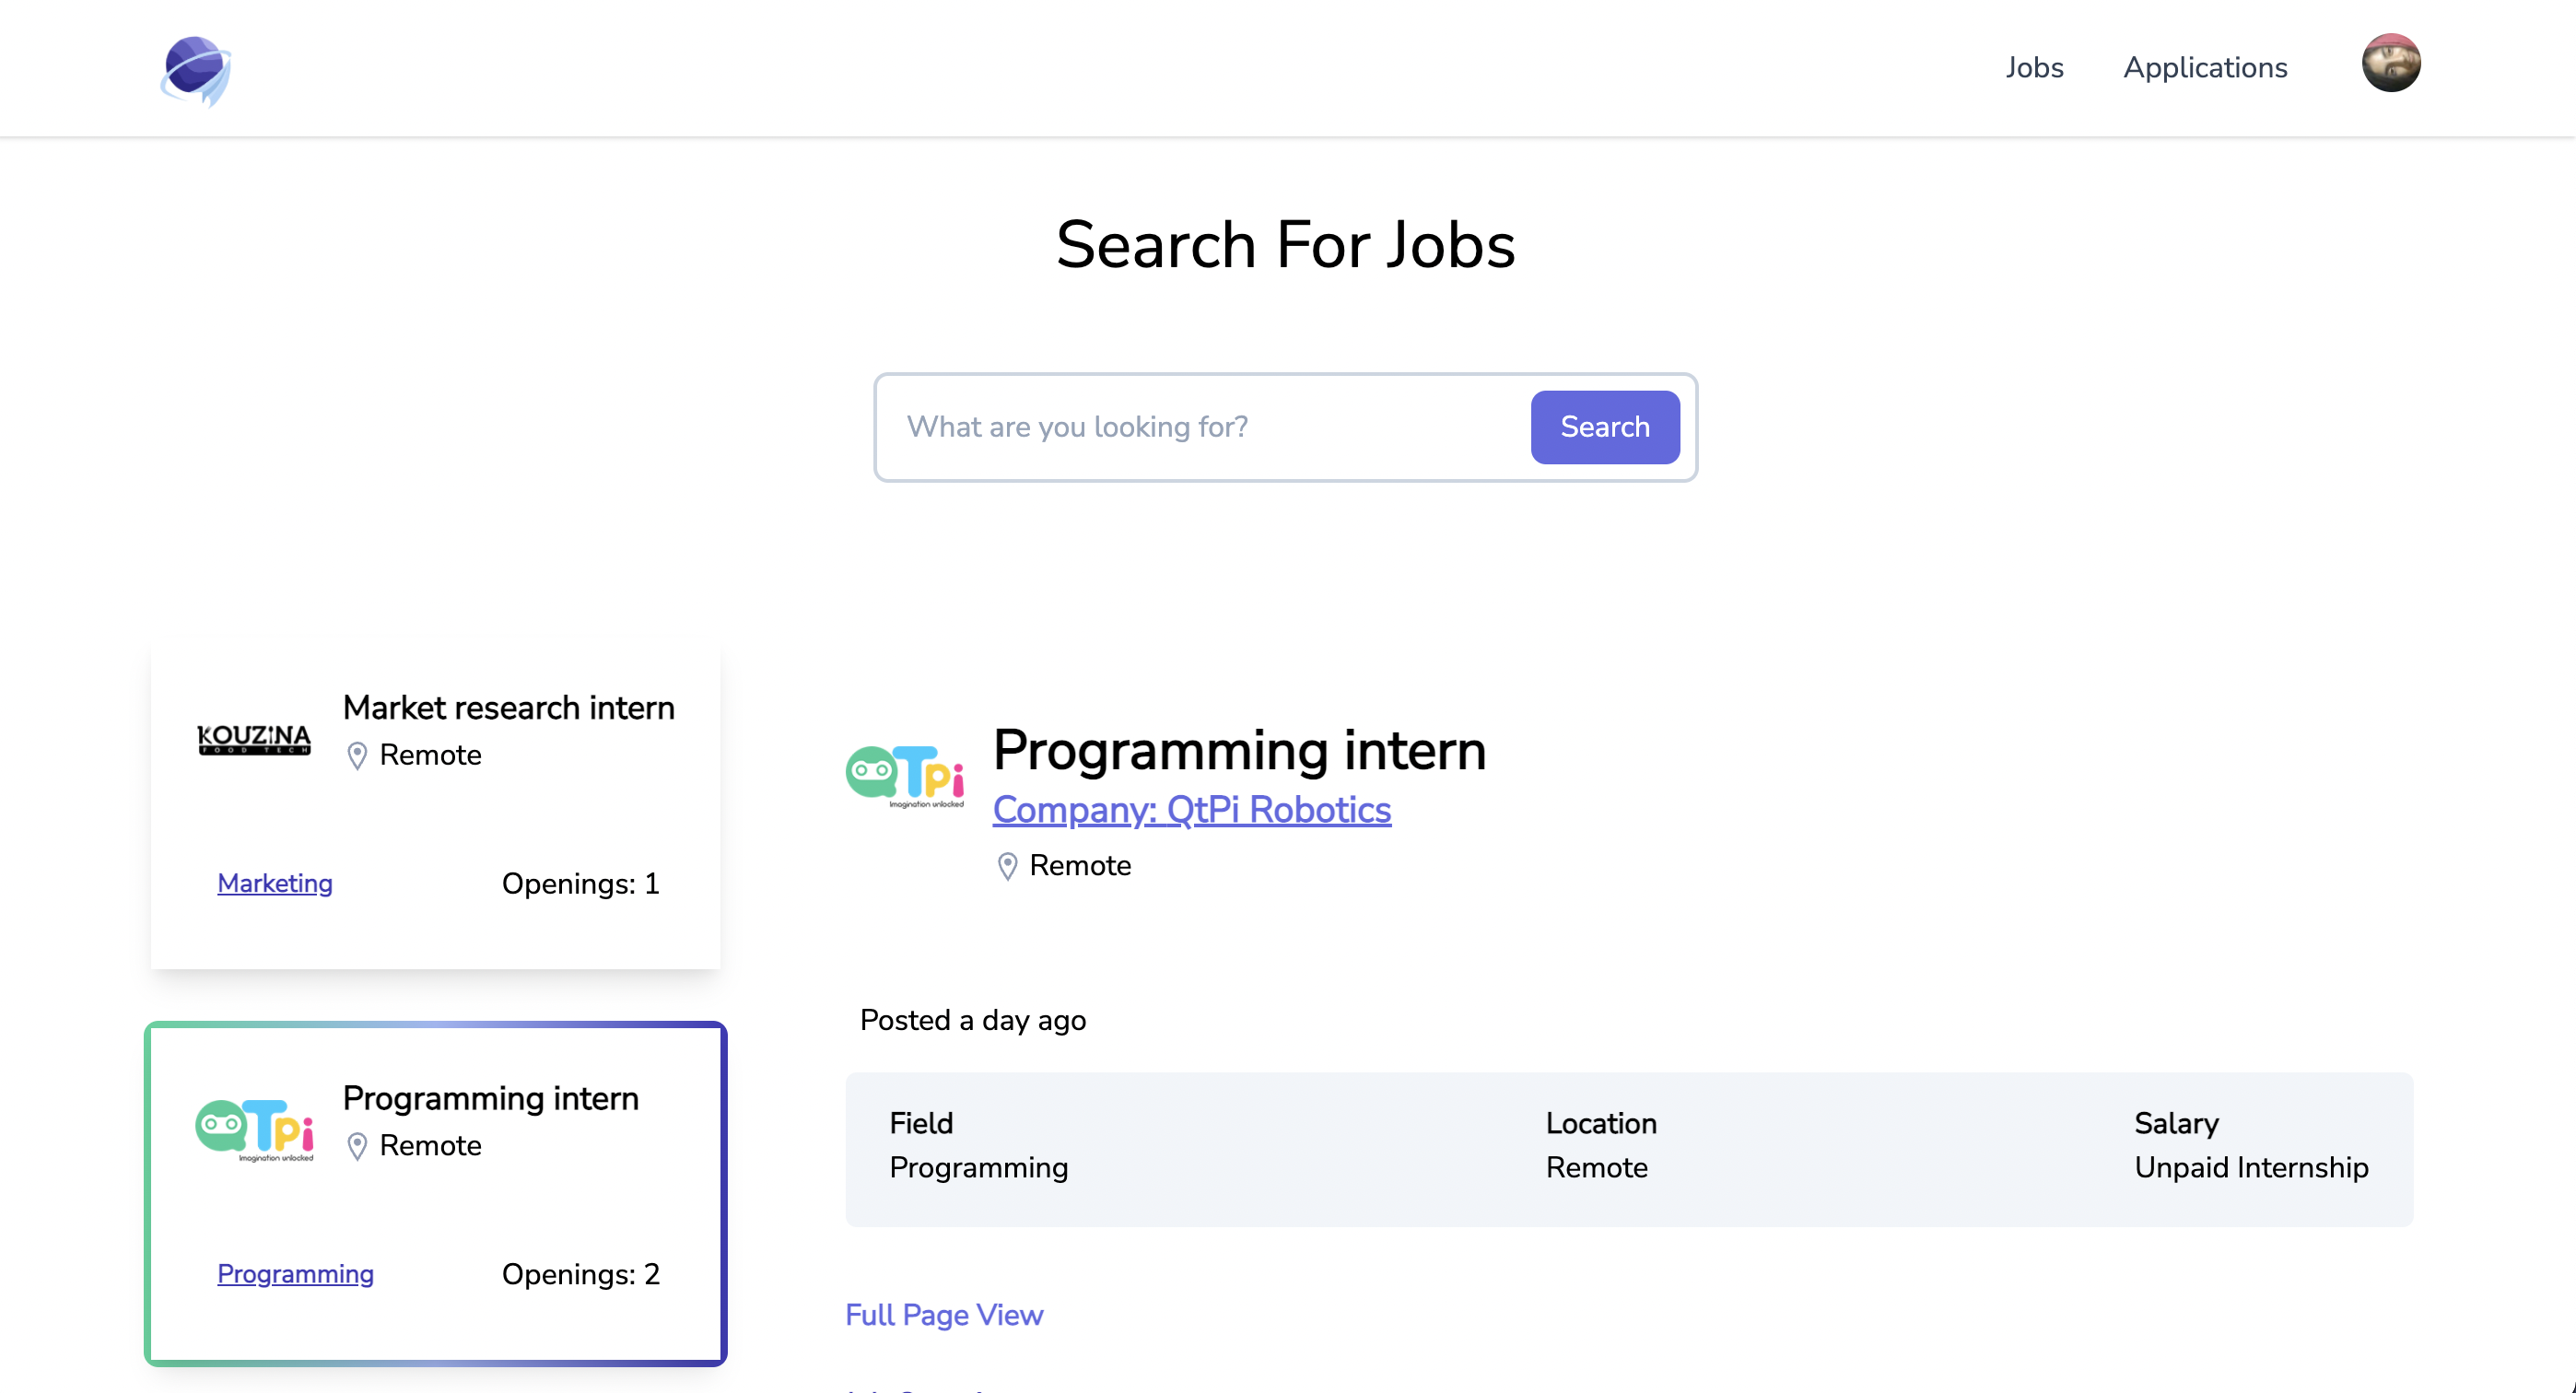 Jobs
Applications
Search For Jobs
What are you looking for?
Search
KOUZINA
FOOD TECH
Market research intern
Remote
Marketing
Openings: 1
QTpi
Imagination unlocked
Programming intern
Remote
Programming
Openings: 2
QTpi
Imagination unlocked
Programming intern
Company: QtPi Robotics
Remote
Posted a day ago
Field
Programming
Location
Remote
Salary
Unpaid Internship
Full Page View